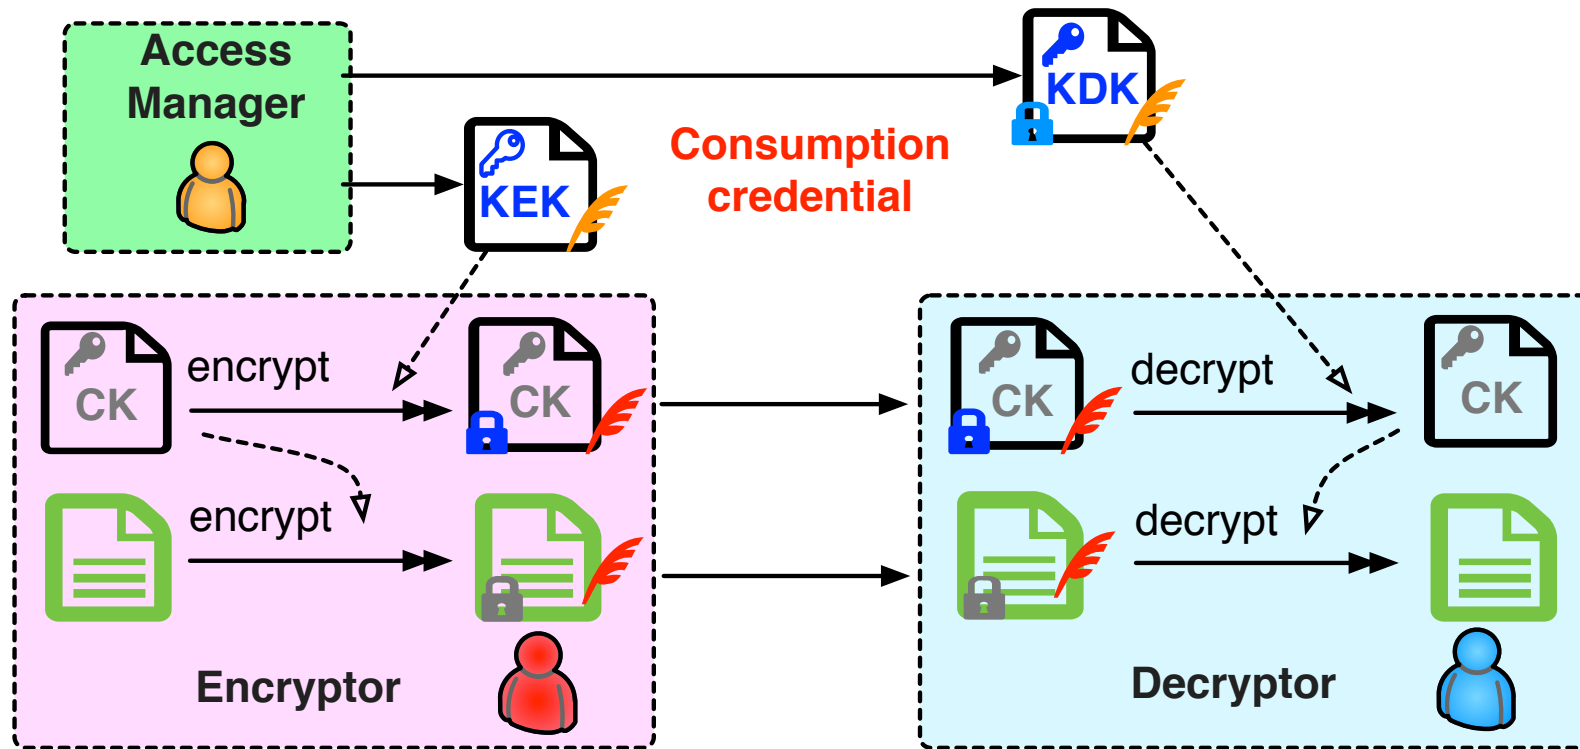 Access
Manager
KEK
Consumption
credential
KDK
CK
encrypt
CK
encrypt
Encryptor
CK
decrypt
CK
decrypt
Decryptor